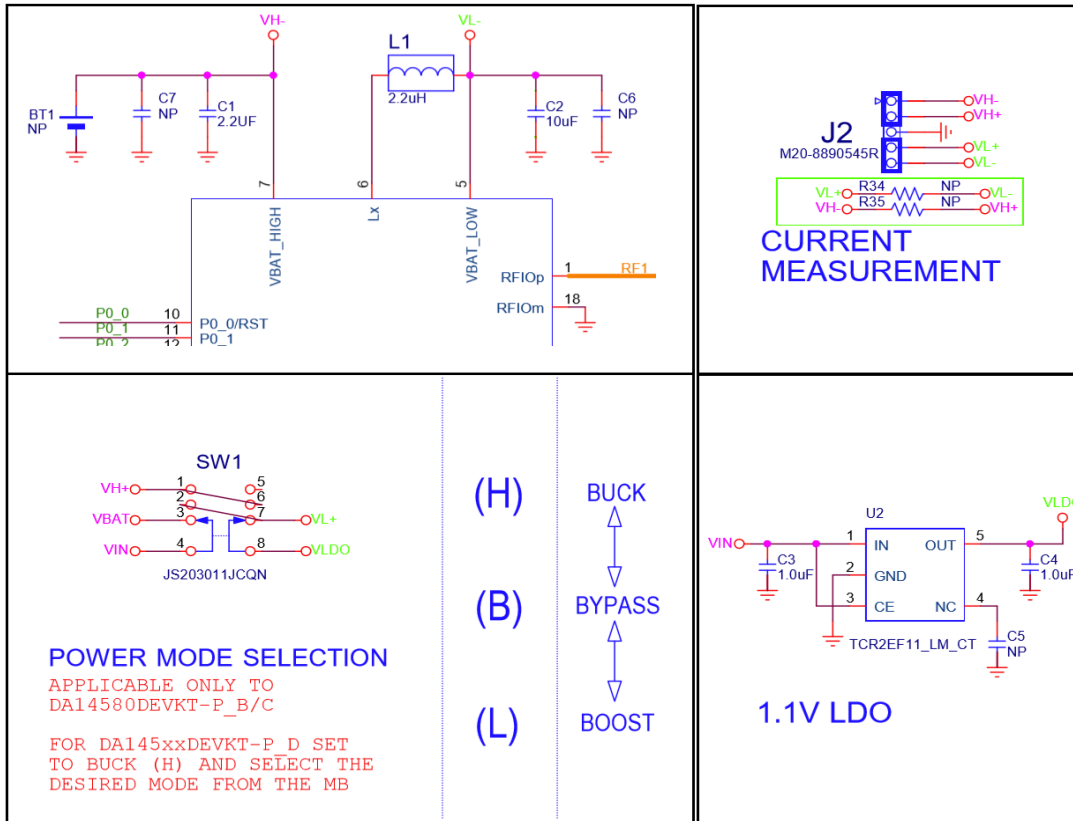 VH-
VL-
L1
2.2uH
BT1
NP
C7
NP
C1
2.2UF
C2
10uF
C6
NP
7
6
5
VBAT_HIGH
Lx
VBAT_LOW
RFIOp
1
RF1
RFIOm
18
P0_0
10
P0_0/RST
P0_1
11
P0_1
P0_2
12
VH-
VH+
J2
M20-8890545R
VL+
VL-
VL+
R34
NP
VL-
VH-
R35
NP
VH+
CURRENT
MEASUREMENT
SW1
VH+
1
5
2
6
VBAT
3
7
VL+
VIN
4
8
VLDO
JS203011JCQN
POWER MODE SELECTION
APPLICABLE ONLY TO
DA14580DEVKT-P_B/C
FOR DA145xxDEVKT-P_D SET
TO BUCK (H) AND SELECT THE
DESIRED MODE FROM THE MB
(H)
BUCK
(B)
BYPASS
(L)
BOOST
U2
VIN
C3
1.0uF
1
IN
OUT
5
2
GND
3
CE
NC
4
TCR2EF11_LM_CT
C4
1.0uF
C5
NP
1.1V LDO